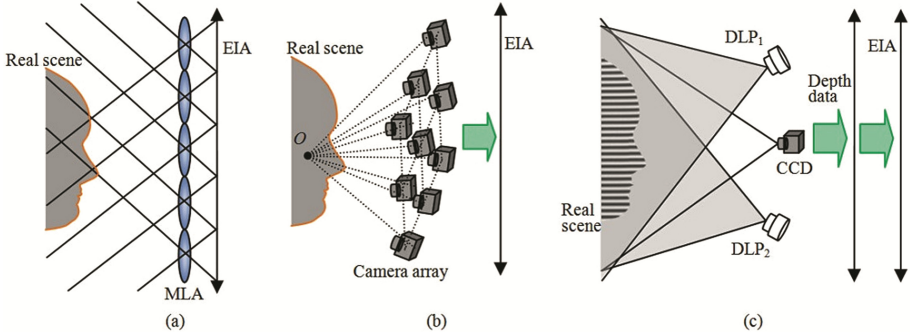 Real scene
EIA
MLA
(a)
Real scene
O
EIA
Camera array
(b)
DLP1
Depth
data
EIA
CCD
Real
scene
DLP2
(c)